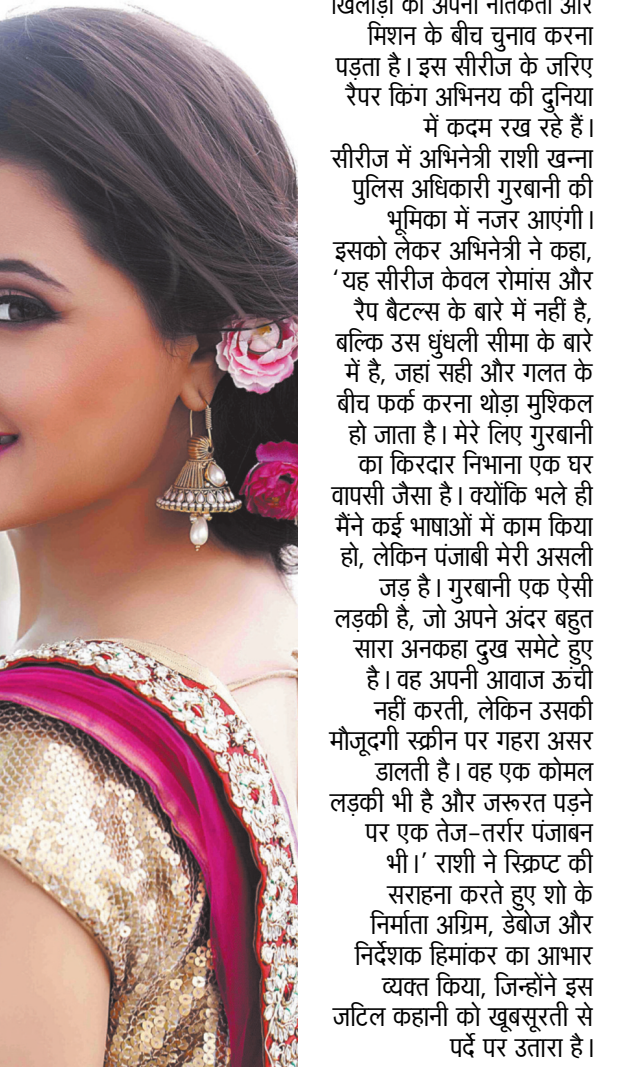 खिलाड़ी को अपनी नैतिकता और
मिशन के बीच चुनाव करना
पड़ता है। इस सीरीज के जरिए
रैपर किंग अभिनय की दुनिया
में कदम रख रहे हैं।
सीरीज में अभिनेत्री राशी खन्ना
पुलिस अधिकारी गुरबानी की
भूमिका में नजर आएंगी।
इसको लेकर अभिनेत्री ने कहा,
‘यह सीरीज केवल रोमांस और
रैप बैटल्स के बारे में नहीं है,
बल्कि उस धुंधली सीमा के बारे
में है, जहां सही और गलत के
बीच फर्क करना थोड़ा मुश्किल
हो जाता है। मेरे लिए गुरबानी
का किरदार निभाना एक घर
वापसी जैसा है। क्योंकि भले ही
मैंने कई भाषाओं में काम किया
हो, लेकिन पंजाबी मेरी असली
जड़ है। गुरबानी एक ऐसी
लड़की है, जो अपने अंदर बहुत
सारा अनकहा दुख समेटे हुए
है। वह अपनी आवाज ऊंची
नहीं करती, लेकिन उसकी
मौजूदगी स्क्रीन पर गहरा असर
डालती है। वह एक कोमल
लड़की भी है और जरूरत पड़ने
पर एक तेज-तर्रार पंजाबन
भी।’ राशी ने स्क्रिप्ट की
सराहना करते हुए शो के
निर्माता अग्रिम, डेबोज और
निर्देशक हिमांकर का आभार
व्यक्त किया, जिन्होंने इस
जटिल कहानी को खूबसूरती से
पर्दे पर उतारा है।